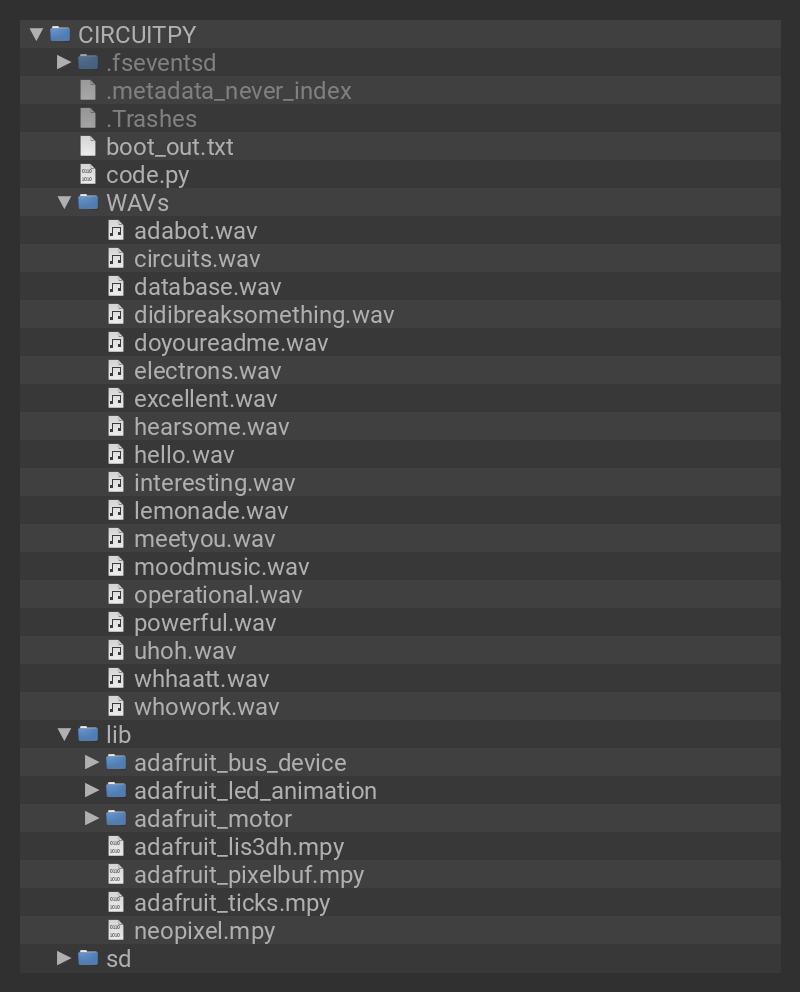 CIRCUITPY
.fseventsd
.metadata_never_index
.Trashes
boot_out.txt
code.py
WAVs
adabot.wav
circuits.wav
database.wav
didibreaksomething.wav
doyoureadme.wav
electrons.wav
excellent.wav
hearsome.wav
hello.wav
interesting.wav
lemonade.wav
meetyou.wav
moodmusic.wav
operational.wav
powerful.wav
uhoh.wav
whhaatt.wav
whowork.wav
lib
adafruit_bus_device
adafruit_led_animation
adafruit_motor
adafruit_lis3dh.mpy
adafruit_pixelbuf.mpy
adafruit_ticks.mpy
neopixel.mpy
sd